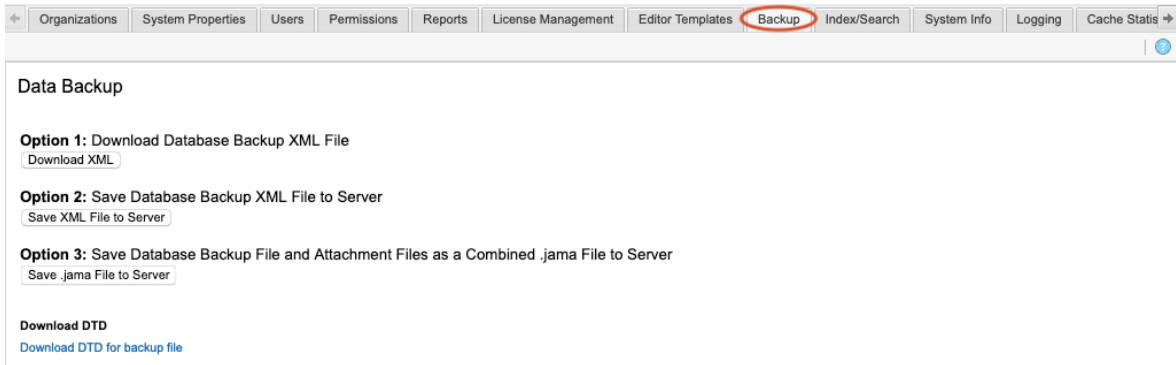 Organizations System Properties Users Permissions Reports License Management Editor Templates Backup Index/Search System Info Logging Cache Statis
?
Data Backup
Option 1: Download Database Backup XML File
Download XML
Option 2: Save Database Backup XML File to Server
Save XML File to Server
Option 3: Save Database Backup File and Attachment Files as a Combined .jama File to Server
Save .jama File to Server
Download DTD
Download DTD for backup file